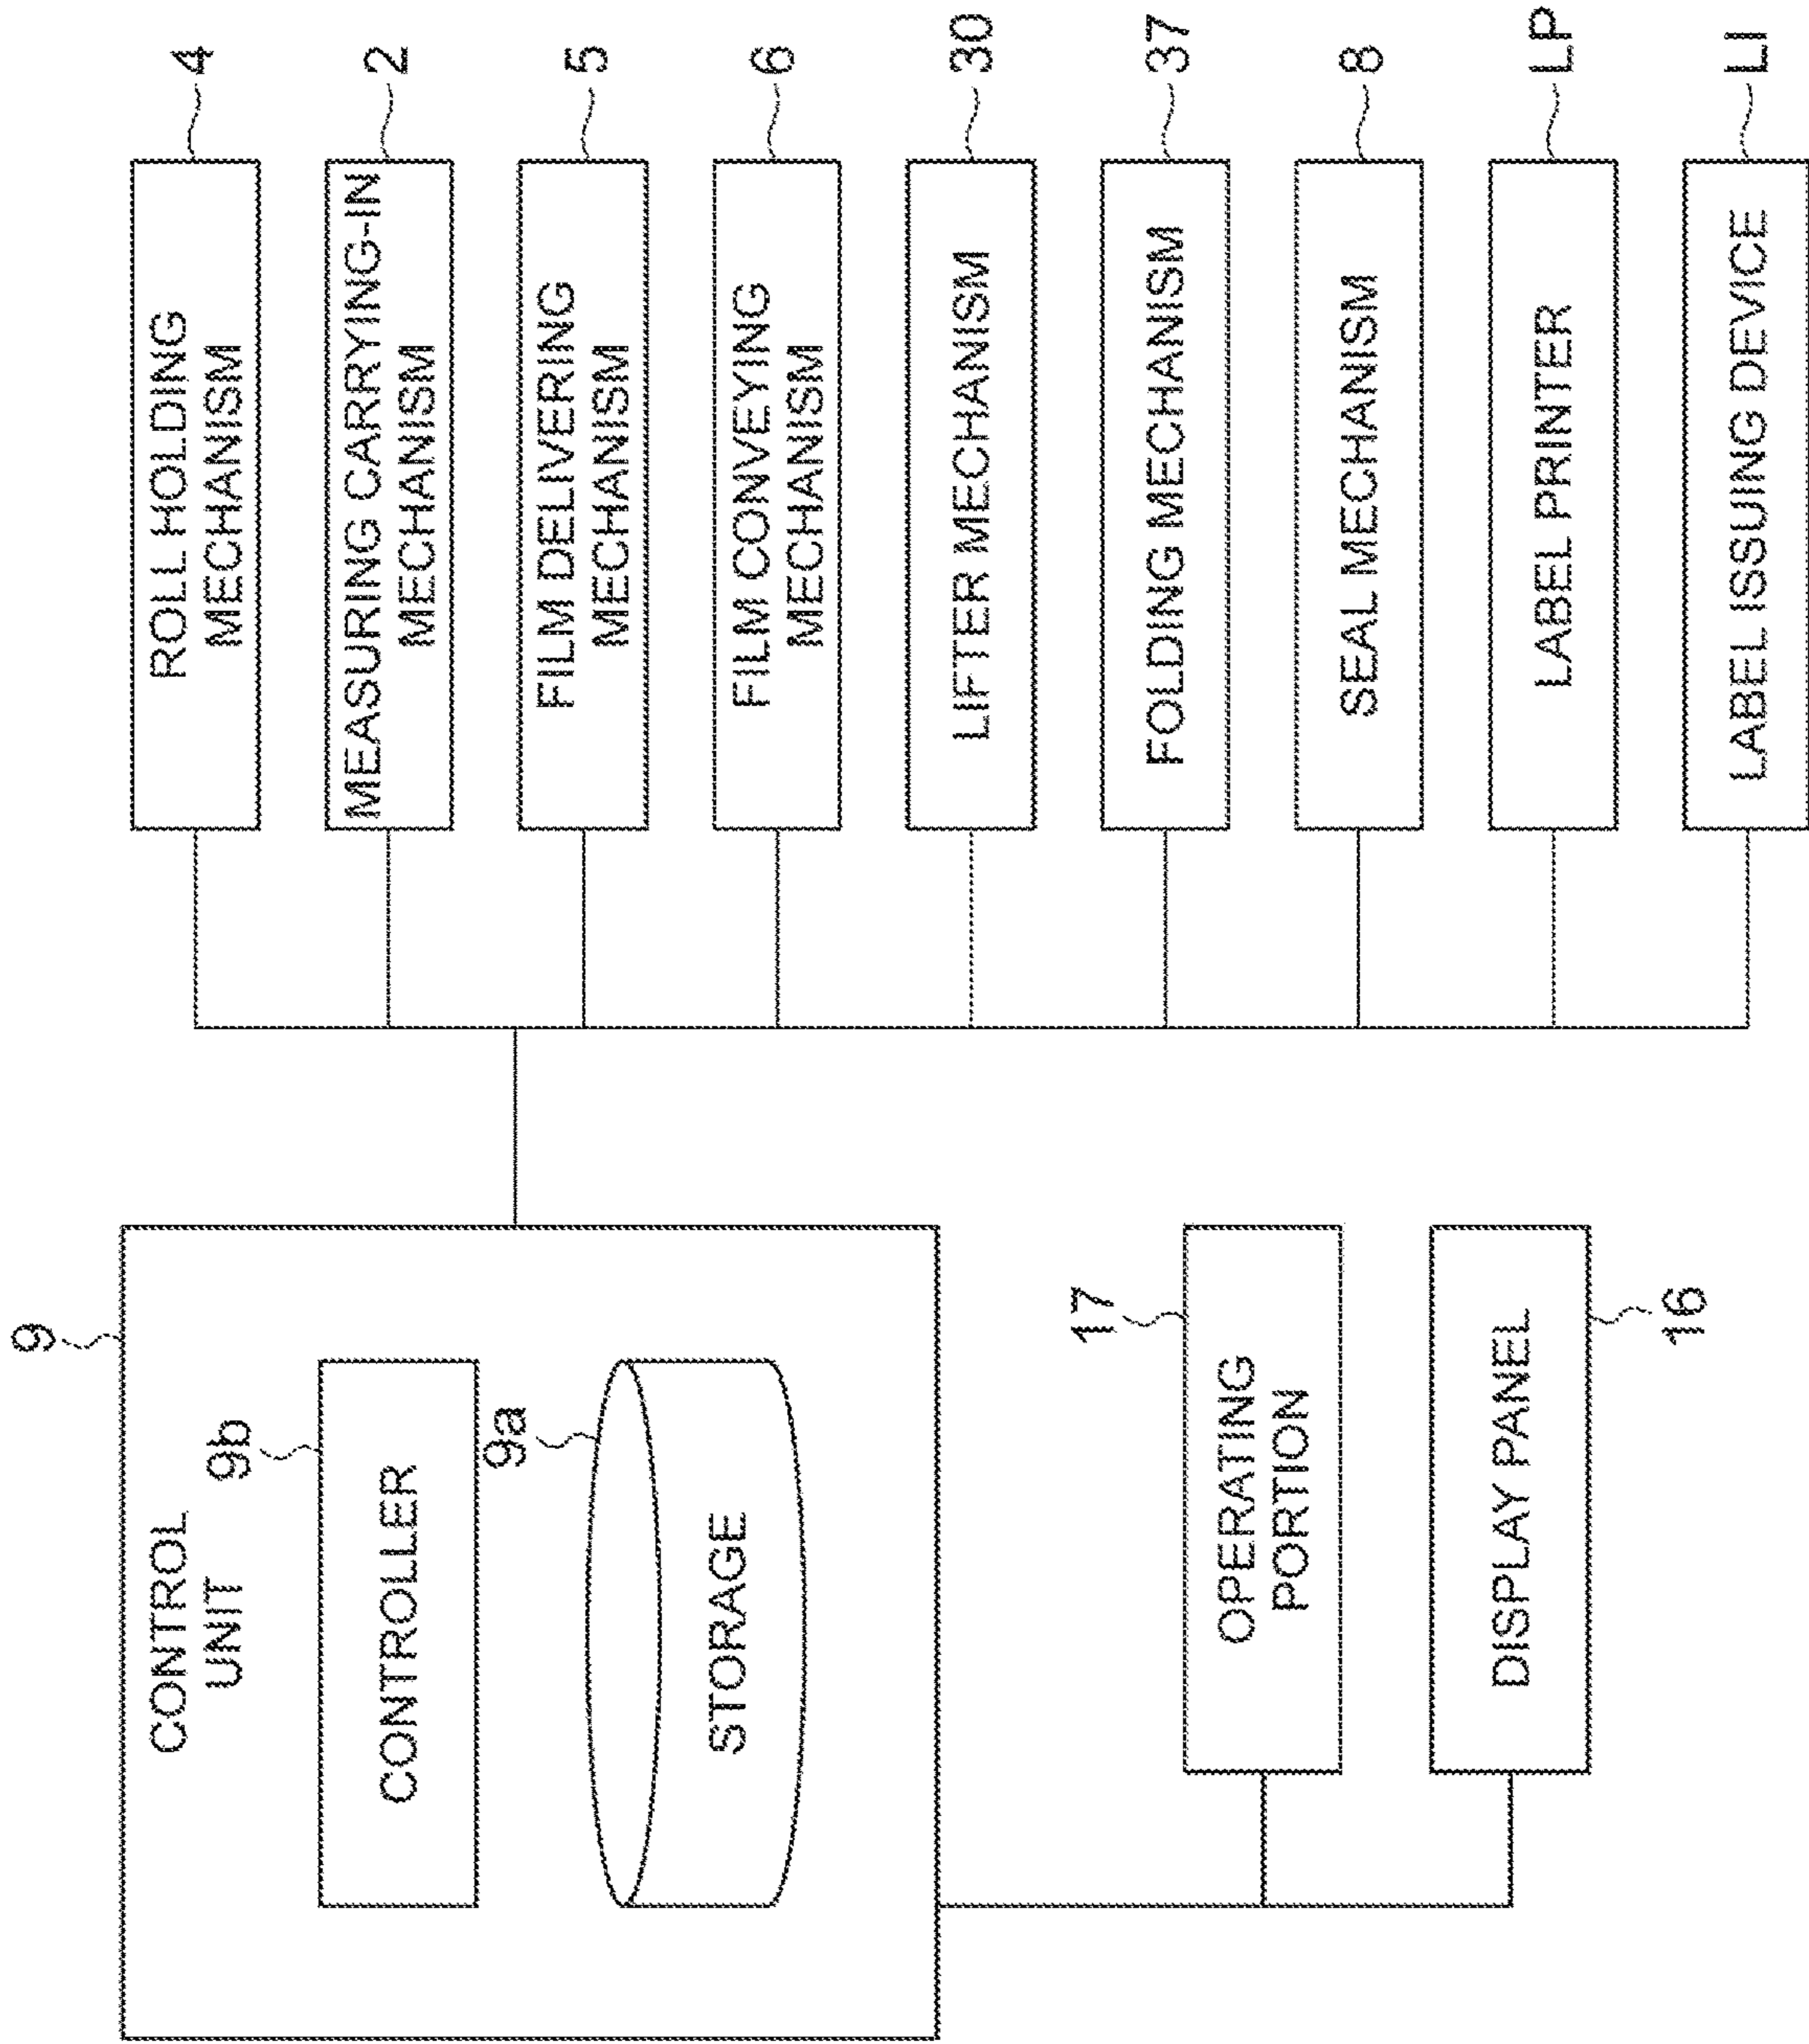 9
CONTROL
UNIT
9b
CONTROLLER
9a
STORAGE
17
OPERATING
PORTION
DISPLAY PANEL
16
ROLL HOLDING
MECHANISM
4
MEASURING CARRYING-IN
MECHANISM
2
FILM DELIVERING
MECHANISM
5
FILM CONVEYING
MECHANISM
6
LIFTER MECHANISM
30
FOLDING MECHANISM
37
SEAL MECHANISM
8
LABEL PRINTER
LP
LABEL ISSUING DEVICE
LI